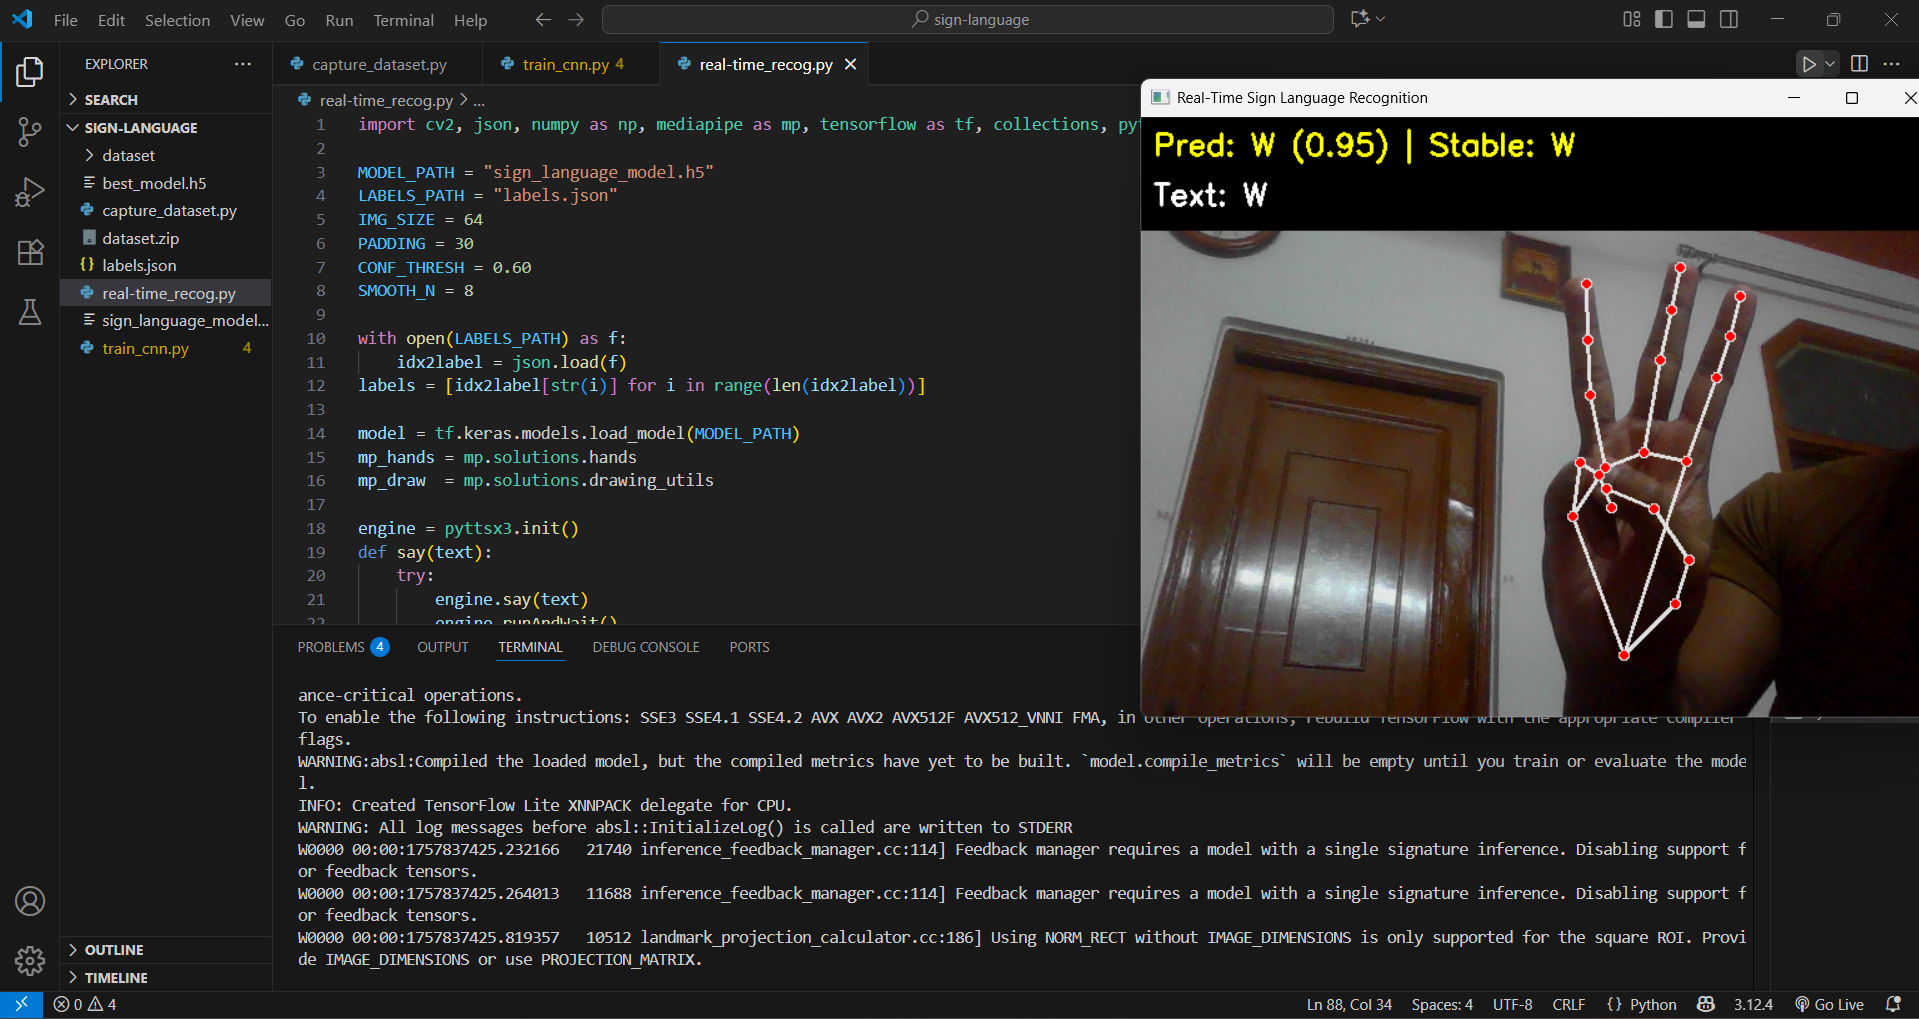 File Edit Selection View Go Run Terminal Help
sign-language
EXPLORER
SEARCH
SIGN-LANGUAGE
dataset
best_model.h5
capture_dataset.py
dataset.zip
labels.json
real-time_recog.py
sign_language_model...
train_cnn.py 4
OUTLINE
TIMELINE
capture_dataset.py train_cnn.py 4 real-time_recog.py
real-time_recog.py > ...
1 import cv2, json, numpy as np, mediapipe as mp, tensorflow as tf, collections, py
2
3 MODEL_PATH = "sign_language_model.h5"
4 LABELS_PATH = "labels.json"
5 IMG_SIZE = 64
6 PADDING = 30
7 CONF_THRESH = 0.60
8 SMOOTH_N = 8
9
10 with open(LABELS_PATH) as f:
11 idx2label = json.load(f)
12 labels = [idx2label[str(i)] for i in range(len(idx2label))]
13
14 model = tf.keras.models.load_model(MODEL_PATH)
15 mp_hands = mp.solutions.hands
16 mp_draw = mp.solutions.drawing_utils
17
18 engine = pyttsx3.init()
19 def say(text):
20 try:
21 engine.say(text)
22 engine.runAndWait()
Real-Time Sign Language Recognition
Pred: W (0.95) | Stable: W
Text: W
PROBLEMS 4 OUTPUT TERMINAL DEBUG CONSOLE PORTS
ance-critical operations.
To enable the following instructions: SSE3 SSE4.1 SSE4.2 AVX AVX2 AVX512F AVX512_VNNI FMA, in other operations, rebuild TensorFlow with the appropriate compiler
flags.
WARNING:absl:Compiled the loaded model, but the compiled metrics have yet to be built. `model.compile_metrics` will be empty until you train or evaluate the mode
l.
INFO: Created TensorFlow Lite XNNPACK delegate for CPU.
WARNING: All log messages before absl::InitializeLog() is called are written to STDERR
W0000 00:00:1757837425.232166 21740 inference_feedback_manager.cc:114] Feedback manager requires a model with a single signature inference. Disabling support f
or feedback tensors.
W0000 00:00:1757837425.264013 11688 inference_feedback_manager.cc:114] Feedback manager requires a model with a single signature inference. Disabling support f
or feedback tensors.
W0000 00:00:1757837425.819357 10512 landmark_projection_calculator.cc:186] Using NORM_RECT without IMAGE_DIMENSIONS is only supported for the square ROI. Provi
de IMAGE_DIMENSIONS or use PROJECTION_MATRIX.
0 4 Ln 88, Col 34 Spaces: 4 UTF-8 CRLF {} Python 3.12.4 Go Live